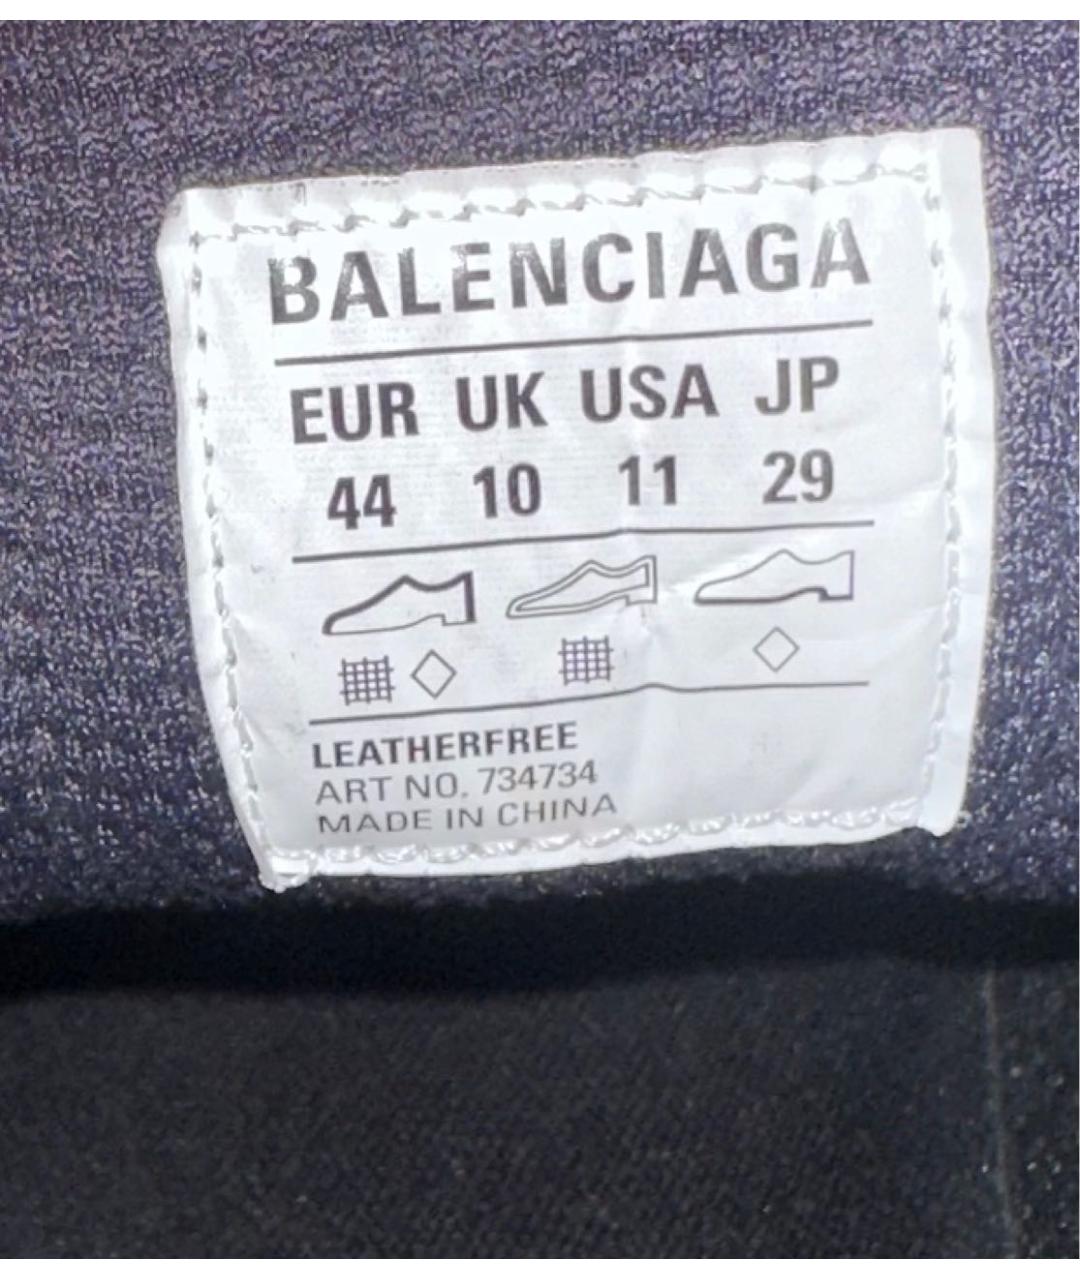 BALENCIAGA
EUR UK USA JP
44 10 11 29
LEATHERFREE
ART NO. 734734
MADE IN CHINA